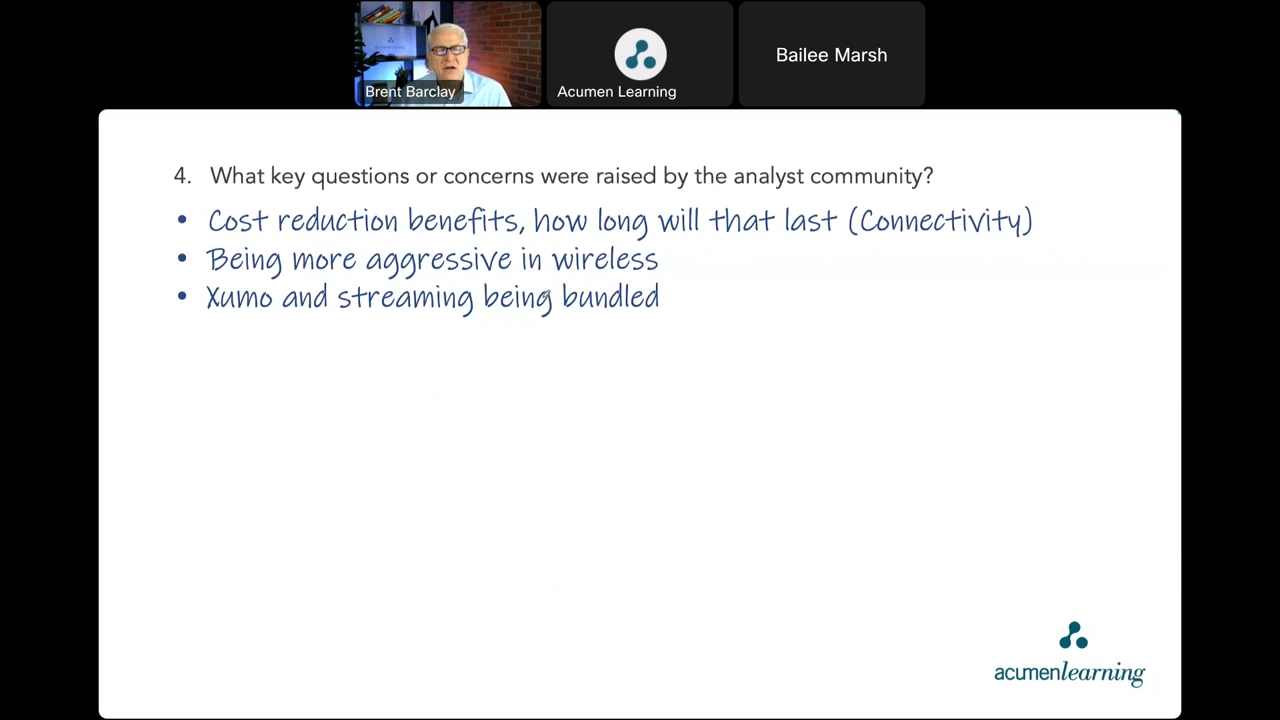 Brent Barclay
Acumen Learning
Bailee Marsh
4. What key questions or concerns were raised by the analyst community?
• Cost reduction benefits, how long will that last (Connectivity)
• Being more aggressive in wireless
• Xumo and streaming being bundled
acumenlearning